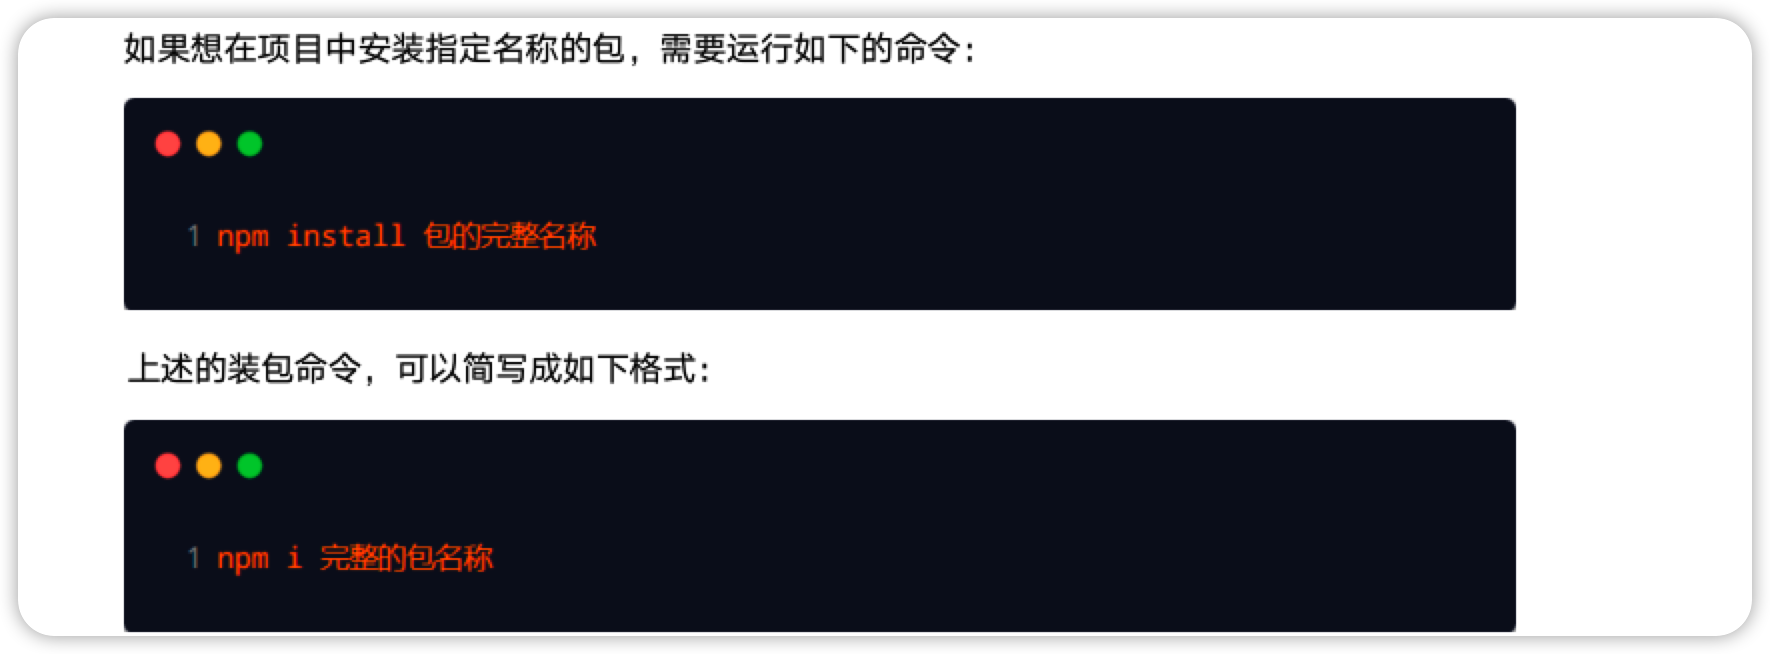 如果想在项目中安装指定名称的包，需要运行如下的命令：
1 npm install 包的完整名称
上述的装包命令，可以简写成如下格式：
1 npm i 完整的包名称